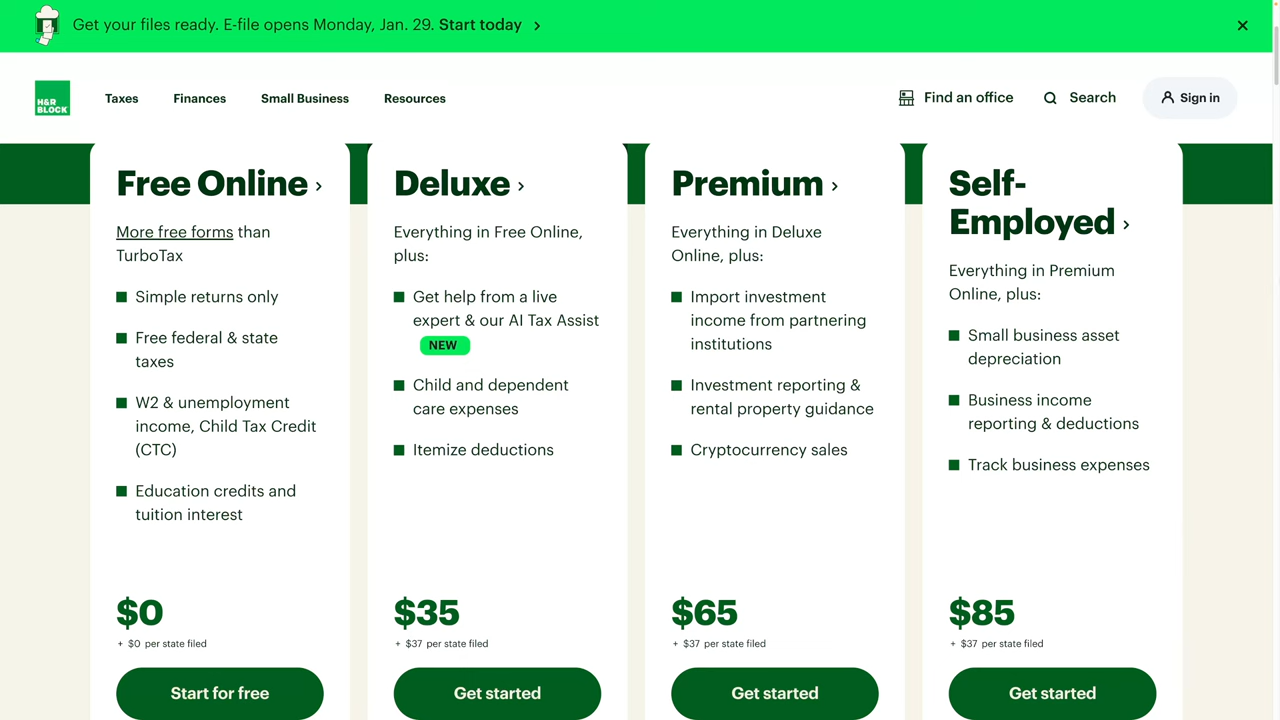 Get your files ready. E-file opens Monday, Jan. 29. Start today
H&R
BLOCK
Taxes
Finances
Small Business
Resources
Find an office
Search
Sign in
Free Online
More free forms than
TurboTax
Simple returns only
Free federal & state
taxes
W2 & unemployment
income, Child Tax Credit
(CTC)
Education credits and
tuition interest
$0
+ $0 per state filed
Start for free
Deluxe
Everything in Free Online,
plus:
Get help from a live
expert & our AI Tax Assist
NEW
Child and dependent
care expenses
Itemize deductions
$35
+ $37 per state filed
Get started
Premium
Everything in Deluxe
Online, plus:
Import investment
income from partnering
institutions
Investment reporting &
rental property guidance
Cryptocurrency sales
$65
+ $37 per state filed
Get started
Self-
Employed
Everything in Premium
Online, plus:
Small business asset
depreciation
Business income
reporting & deductions
Track business expenses
$85
+ $37 per state filed
Get started